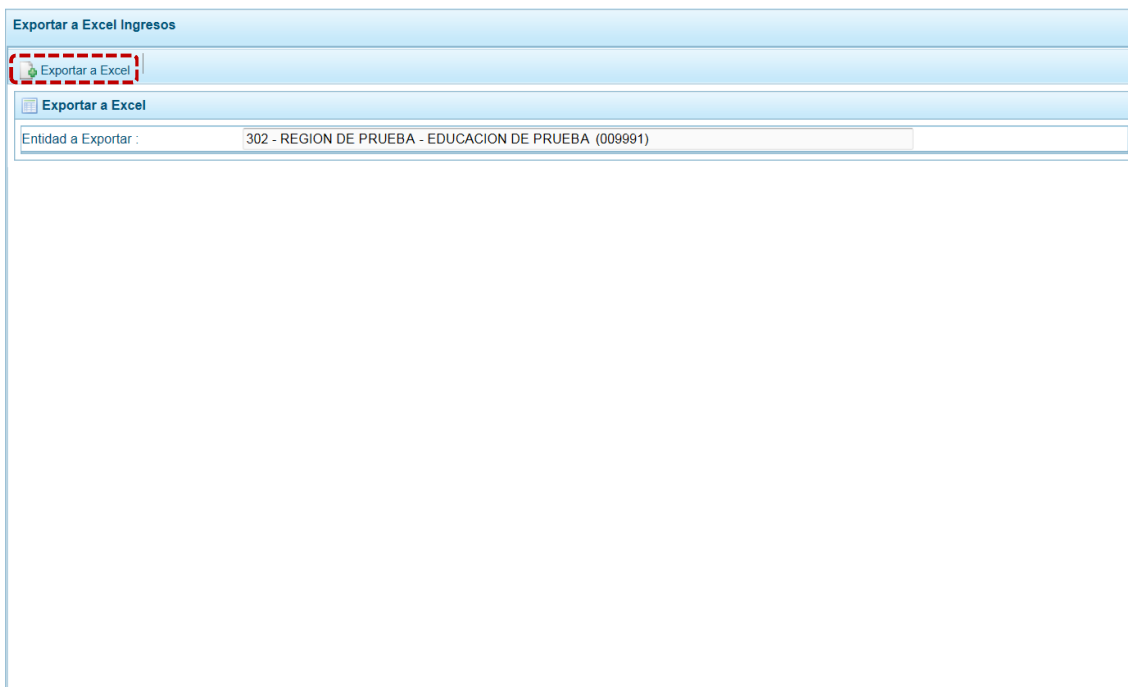 Exportar a Excel Ingresos
Exportar a Excel
Exportar a Excel
Entidad a Exportar : 302 - REGION DE PRUEBA - EDUCACION DE PRUEBA (009991)